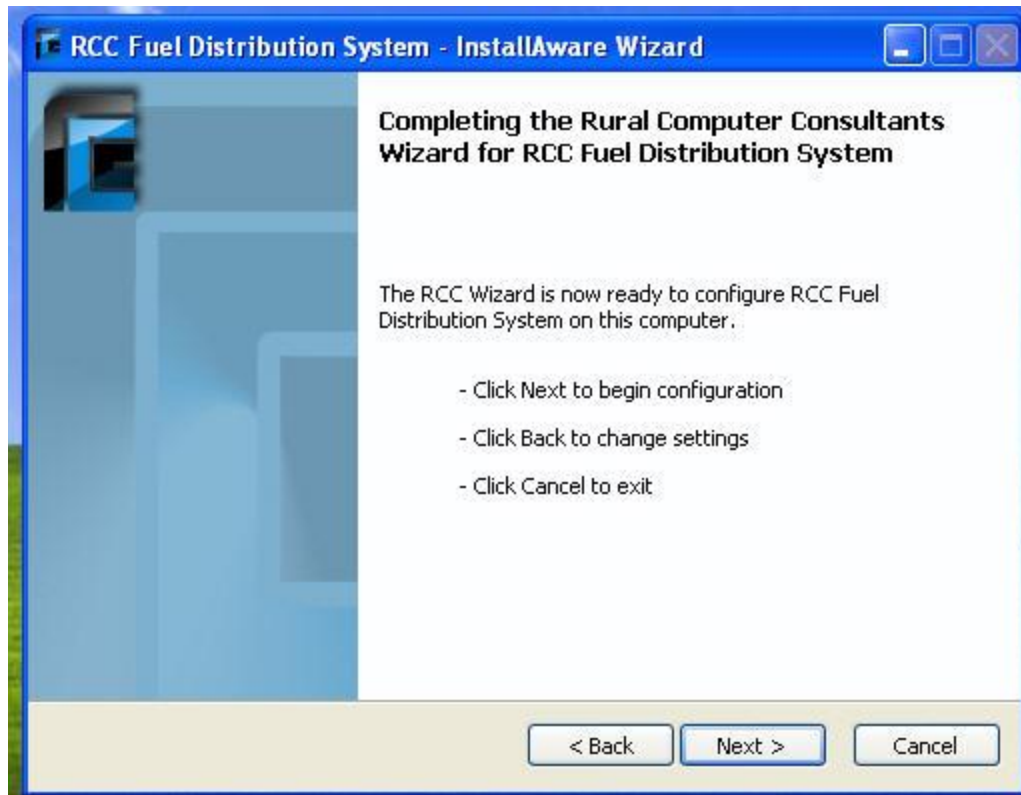 RCC Fuel Distribution System - InstallAware Wizard
Completing the Rural Computer Consultants
Wizard for RCC Fuel Distribution System
The RCC Wizard is now ready to configure RCC Fuel
Distribution System on this computer.
- Click Next to begin configuration
- Click Back to change settings
- Click Cancel to exit
< Back Next > Cancel